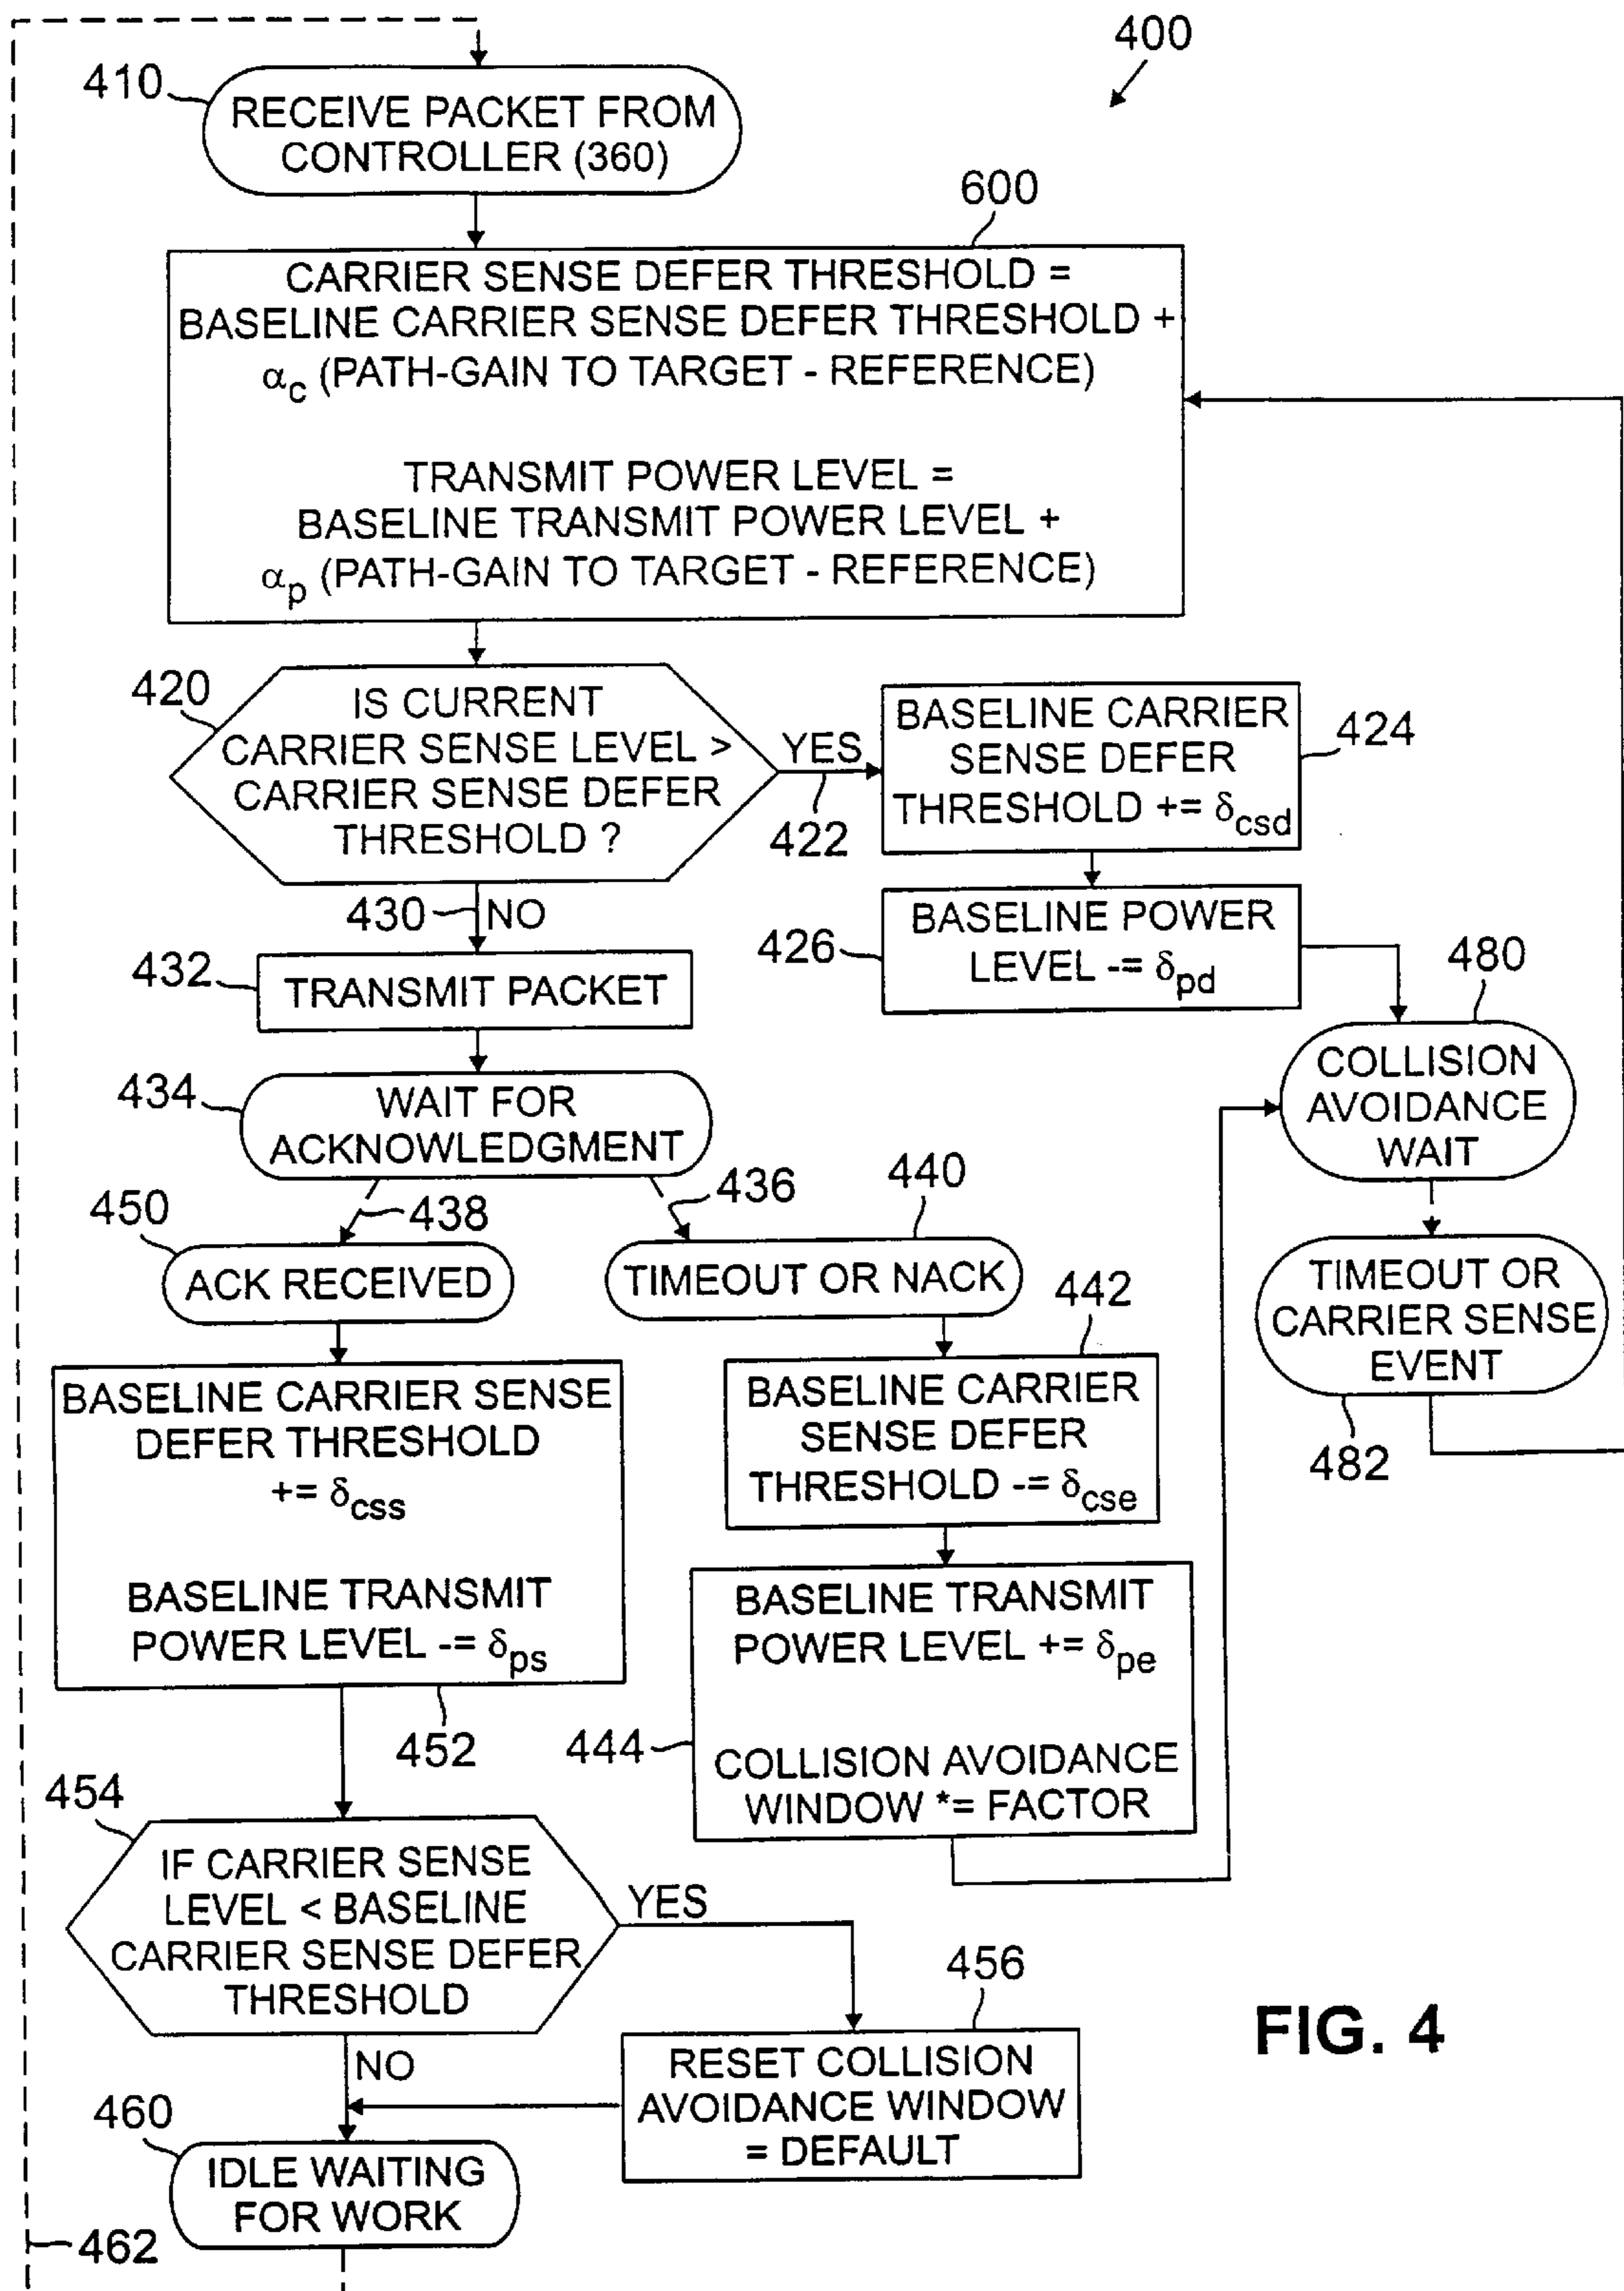 400
410
RECEIVE PACKET FROM
CONTROLLER (360)
600
CARRIER SENSE DEFER THRESHOLD =
BASELINE CARRIER SENSE DEFER THRESHOLD +
αc (PATH-GAIN TO TARGET - REFERENCE)
TRANSMIT POWER LEVEL =
BASELINE TRANSMIT POWER LEVEL +
αp (PATH-GAIN TO TARGET - REFERENCE)
420
IS CURRENT
CARRIER SENSE LEVEL >
CARRIER SENSE DEFER
THRESHOLD ?
YES
422
BASELINE CARRIER
SENSE DEFER
THRESHOLD += δcsd
424
430
NO
426
BASELINE POWER
LEVEL -= δpd
432
TRANSMIT PACKET
480
COLLISION
AVOIDANCE
WAIT
434
WAIT FOR
ACKNOWLEDGMENT
438
436
440
450
ACK RECEIVED
TIMEOUT OR NACK
442
TIMEOUT OR
CARRIER SENSE
EVENT
482
BASELINE CARRIER SENSE
DEFER THRESHOLD
+= δcss
BASELINE TRANSMIT
POWER LEVEL -= δps
452
BASELINE CARRIER
SENSE DEFER
THRESHOLD -= δcse
BASELINE TRANSMIT
POWER LEVEL += δpe
444
COLLISION AVOIDANCE
WINDOW *= FACTOR
454
IF CARRIER SENSE
LEVEL < BASELINE
CARRIER SENSE DEFER
THRESHOLD
YES
456
NO
RESET COLLISION
AVOIDANCE WINDOW
= DEFAULT
460
IDLE WAITING
FOR WORK
462
FIG. 4